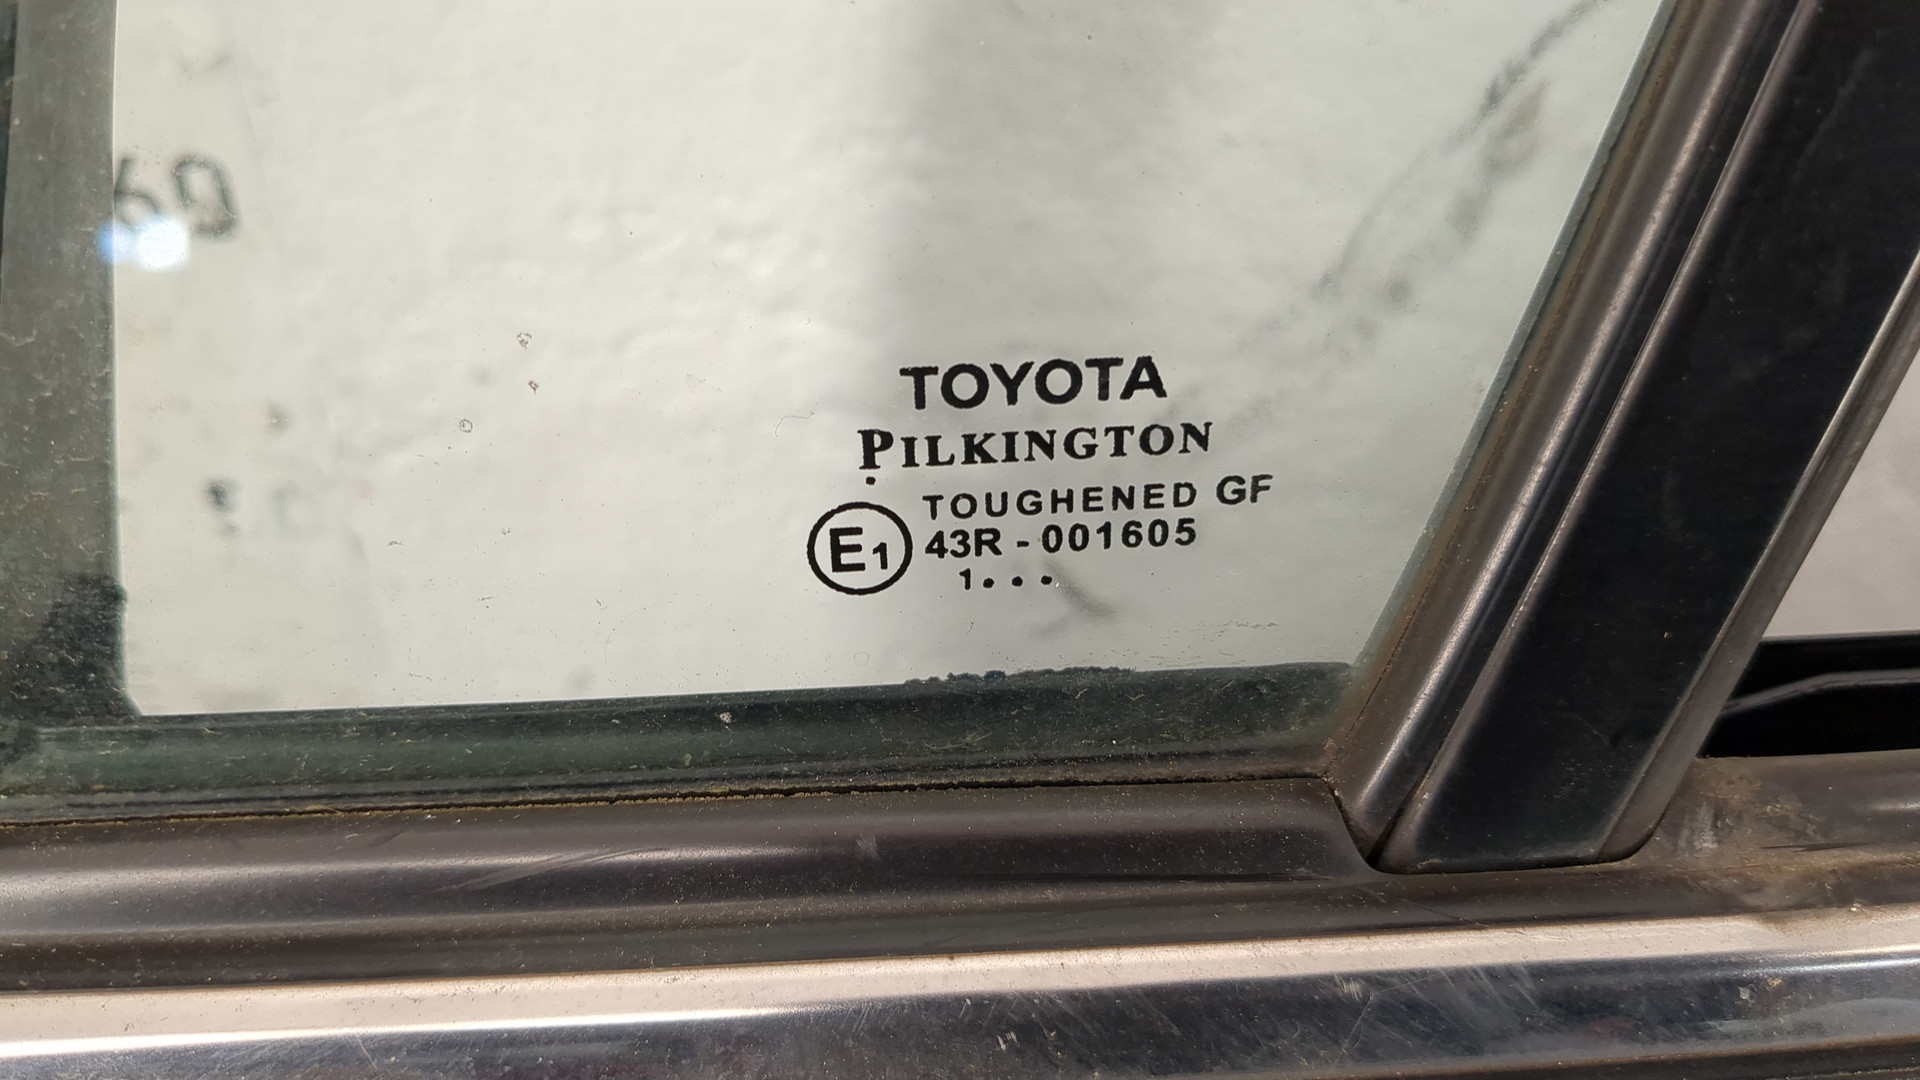 TOYOTA
PILKINGTON
TOUGHENED GF
E1
43R - 001605
1...